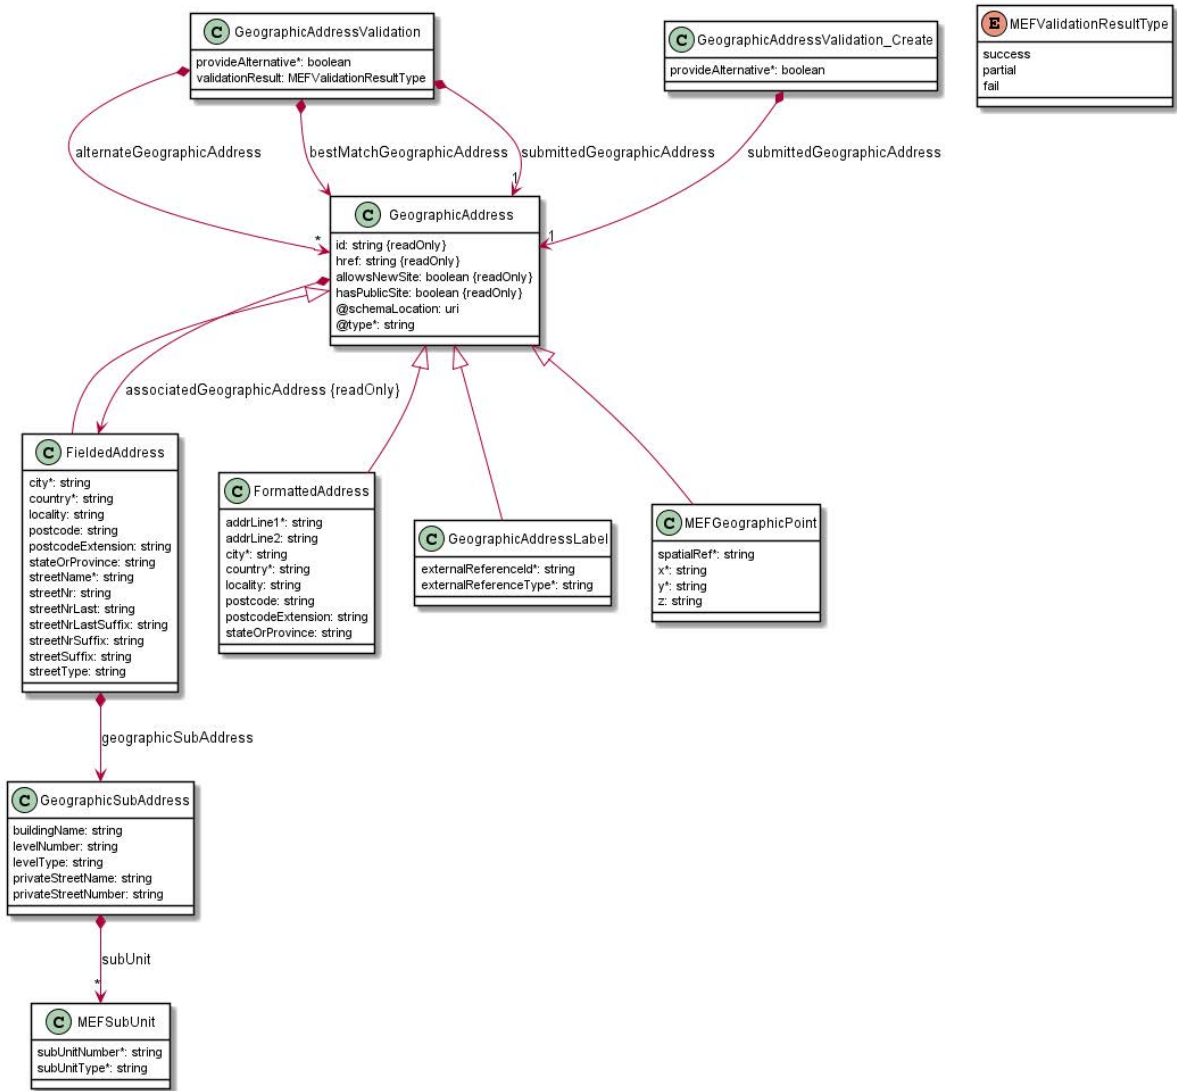 C GeographicAddressValidation
provideAlternative*: boolean
validationResult: MEFValidationResultType
C GeographicAddressValidation_Create
provideAlternative*: boolean
E MEFValidationResultType
success
partial
fail
alternateGeographicAddress
bestMatchGeographicAddress
submittedGeographicAddress
submittedGeographicAddress
1
*
1
C GeographicAddress
id: string {readOnly}
href: string {readOnly}
allowsNewSite: boolean {readOnly}
hasPublicSite: boolean {readOnly}
@schemaLocation: uri
@type*: string
associatedGeographicAddress {readOnly}
C FieldedAddress
city*: string
country*: string
locality: string
postcode: string
postcodeExtension: string
stateOrProvince: string
streetName*: string
streetNr: string
streetNrLast: string
streetNrLastSuffix: string
streetNrSuffix: string
streetSuffix: string
streetType: string
C FormattedAddress
addrLine1*: string
addrLine2: string
city*: string
country*: string
locality: string
postcode: string
postcodeExtension: string
stateOrProvince: string
C GeographicAddressLabel
externalReferenceId*: string
externalReferenceType*: string
C MEFGeographicPoint
spatialRef*: string
x*: string
y*: string
z: string
geographicSubAddress
C GeographicSubAddress
buildingName: string
levelNumber: string
levelType: string
privateStreetName: string
privateStreetNumber: string
subUnit
*
C MEFSubUnit
subUnitNumber*: string
subUnitType*: string